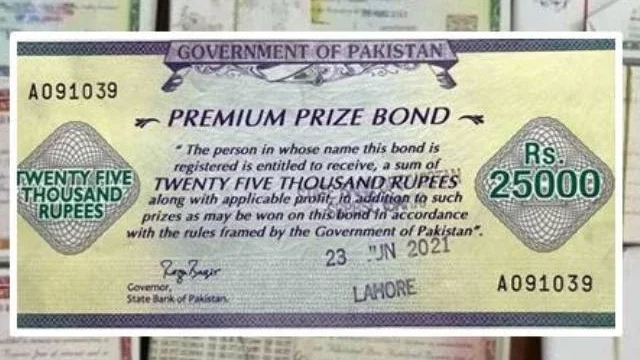 GOVERNMENT OF PAKISTAN
A091039
PREMIUM PRIZE BOND
" The person in whose name this bond is
registered is entitled to receive, a sum of
TWENTY FIVE THOUSAND RUPEES
along with applicable profit, in addition to such
prizes as may be won on this bond in accordance
with the rules framed by the Government of Pakistan".
TWENTY FIVE
THOUSAND
RUPEES
Rs.
25000
23 JUN 2021
LAHORE
Governor,
State Bank of Pakistan.
A091039